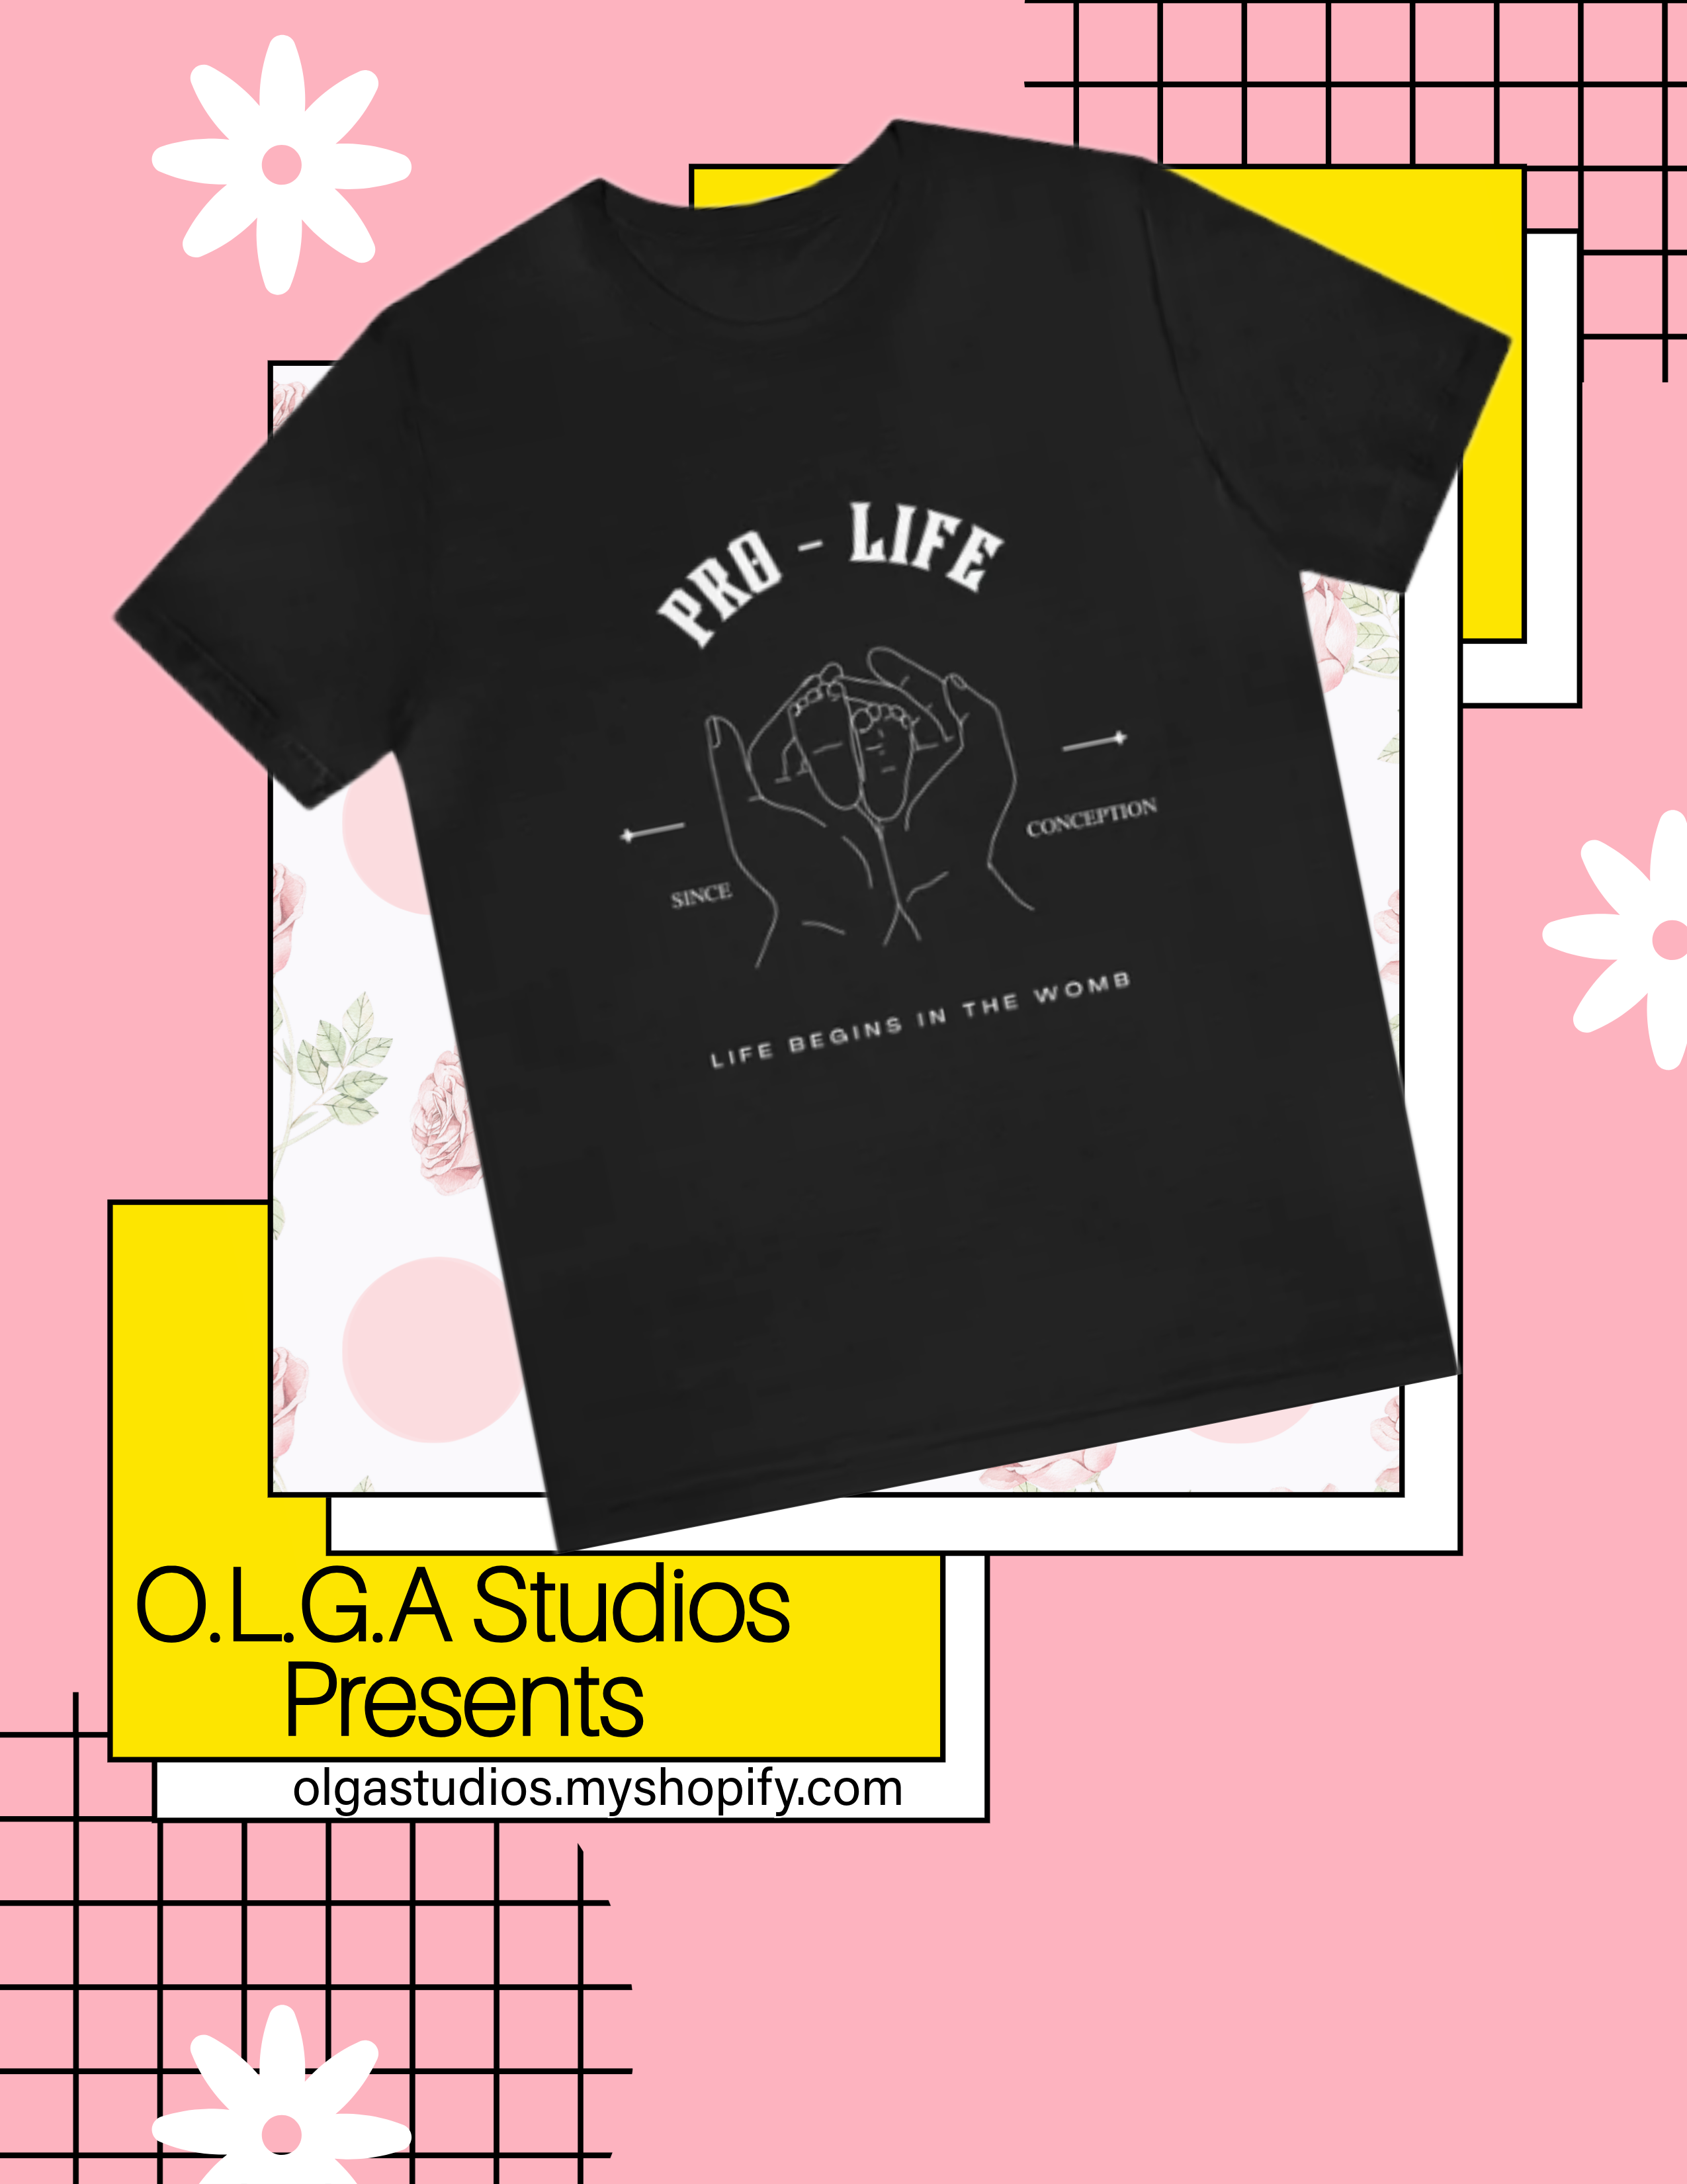 PRO - LIFE
SINCE
CONCEPTION
LIFE BEGINS IN THE WOMB
O.L.G.A Studios
Presents
olgastudios.myshopify.com